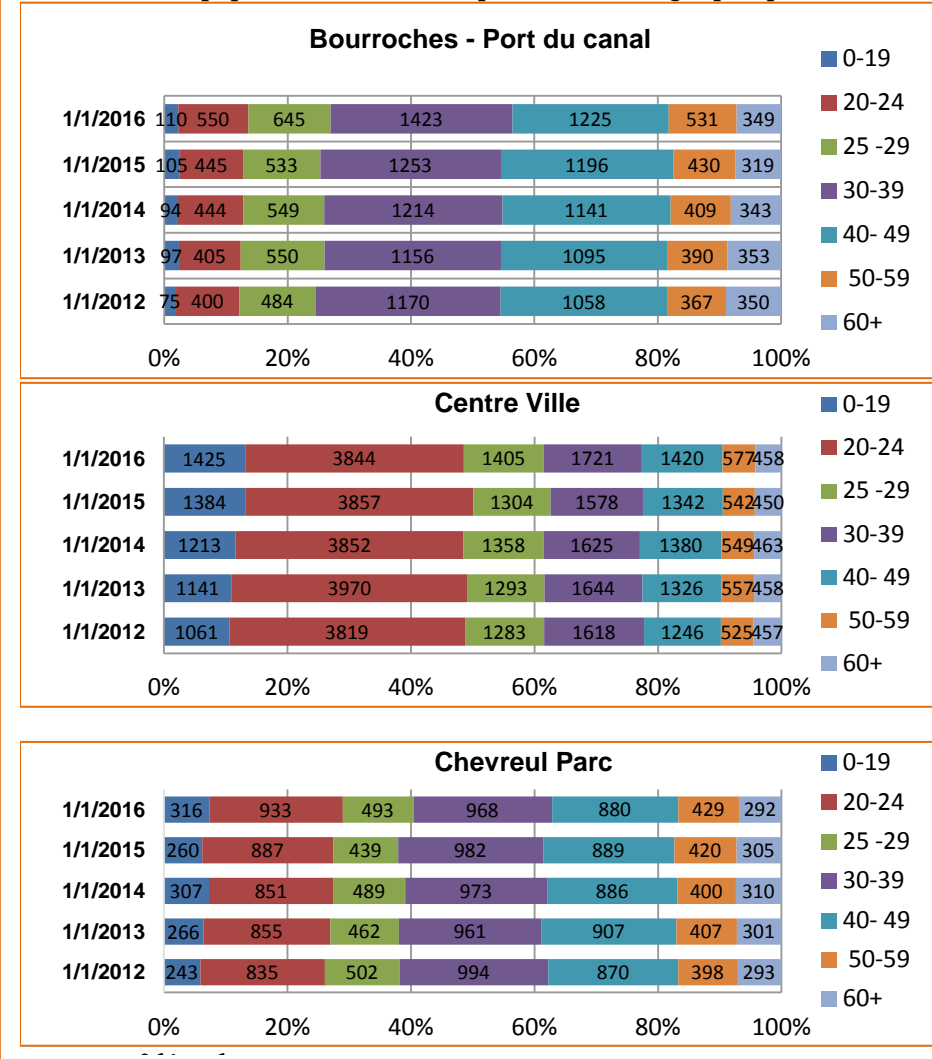 Bourroches - Port du canal
0-19
20-24
25 -29
30-39
40- 49
50-59
60+
1/1/2016 110 550 645 1423 1225 531 349
1/1/2015 105 445 533 1253 1196 430 319
1/1/2014 94 444 549 1214 1141 409 343
1/1/2013 97 405 550 1156 1095 390 353
1/1/2012 75 400 484 1170 1058 367 350
0% 20% 40% 60% 80% 100%
Centre Ville
0-19
20-24
25 -29
30-39
40- 49
50-59
60+
1/1/2016 1425 3844 1405 1721 1420 577 458
1/1/2015 1384 3857 1304 1578 1342 542 450
1/1/2014 1213 3852 1358 1625 1380 549 463
1/1/2013 1141 3970 1293 1644 1326 557 458
1/1/2012 1061 3819 1283 1618 1246 525 457
0% 20% 40% 60% 80% 100%
Chevreul Parc
0-19
20-24
25 -29
30-39
40- 49
50-59
60+
1/1/2016 316 933 493 968 880 429 292
1/1/2015 260 887 439 982 889 420 305
1/1/2014 307 851 489 973 886 400 310
1/1/2013 266 855 462 961 907 407 301
1/1/2012 243 835 502 994 870 398 293
0% 20% 40% 60% 80% 100%